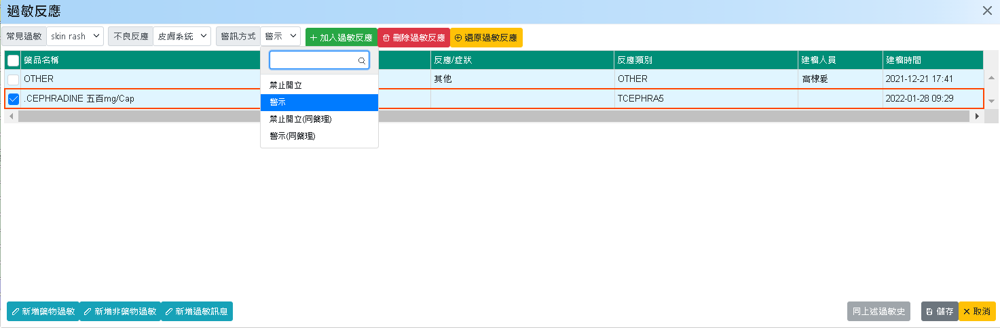 過敏反應
常見過敏 skin rash 不良反應 皮膚系統 警訊方式 警示 加入過敏反應 刪除過敏反應 還原過敏反應
藥品名稱 反應/症狀 反應類別 建檔人員 建檔時間
OTHER 其他 OTHER 高棣爰 2021-12-21 17:41
.CEPHRADINE 五百mg/Cap TCEPHRA5 2022-01-28 09:29
禁止開立
警示
禁止開立(同藥理)
警示(同藥理)
新增藥物過敏 新增非藥物過敏 新增過敏訊息 同上述過敏史 儲存 取消